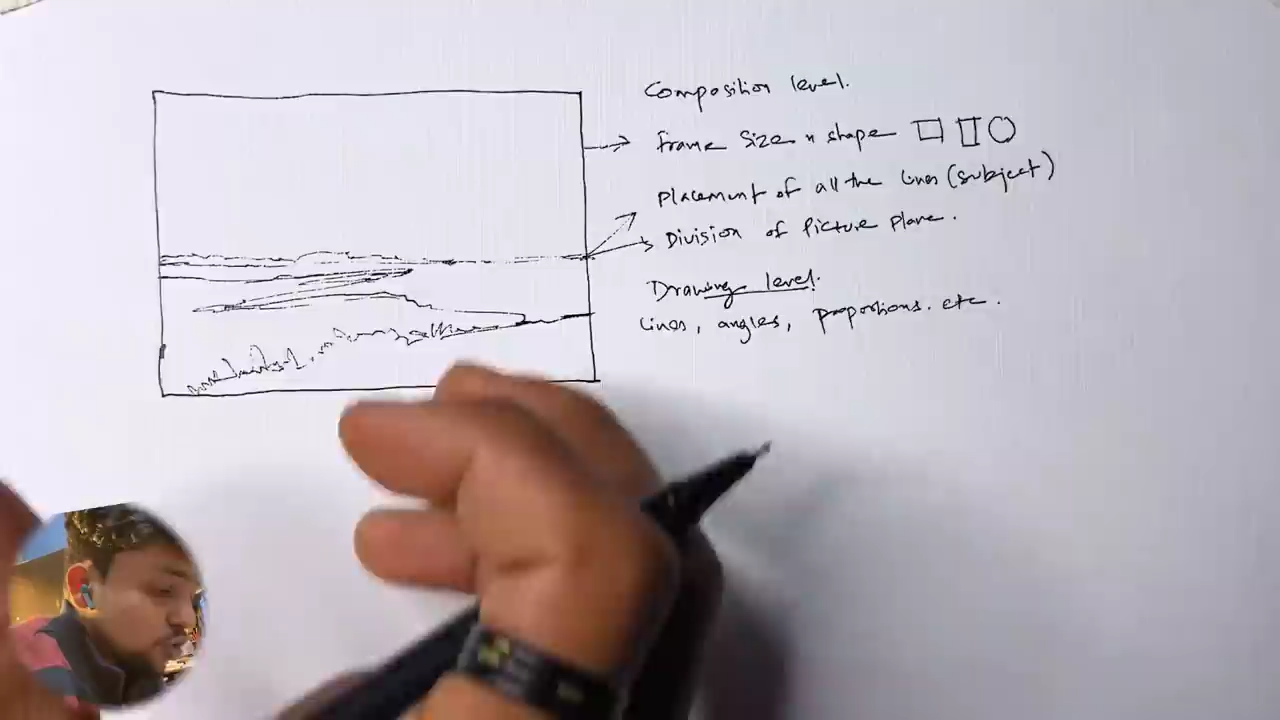 Composition level.
frame size n shape
Placement of all the lines (subject)
Division of Picture plane.
Drawing level.
Lines, angles, proportions. etc.